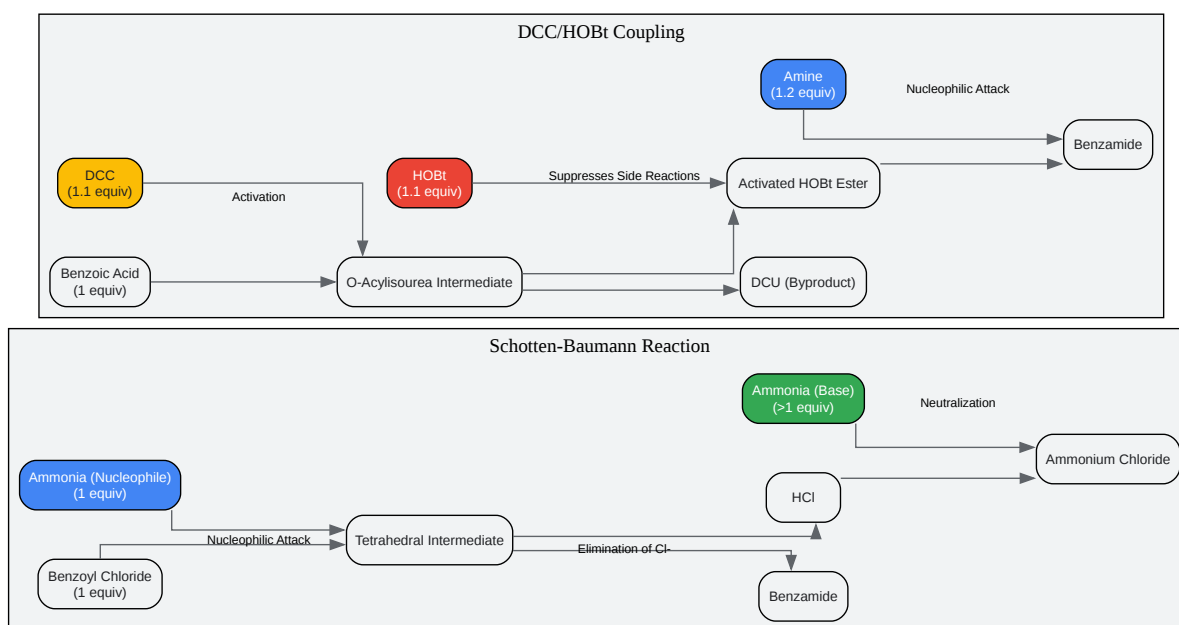 DCC/HOBt Coupling
Amine
(1.2 equiv)
Nucleophilic Attack
Benzamide
DCC
(1.1 equiv)
Activation
HOBt
(1.1 equiv)
Suppresses Side Reactions
Activated HOBt Ester
Benzoic Acid
(1 equiv)
O-Acylisourea Intermediate
DCU (Byproduct)
Schotten-Baumann Reaction
Ammonia (Base)
(>1 equiv)
Neutralization
Ammonium Chloride
Ammonia (Nucleophile)
(1 equiv)
HCl
Nucleophilic Attack
Tetrahedral Intermediate
Elimination of Cl-
Benzoyl Chloride
(1 equiv)
Benzamide